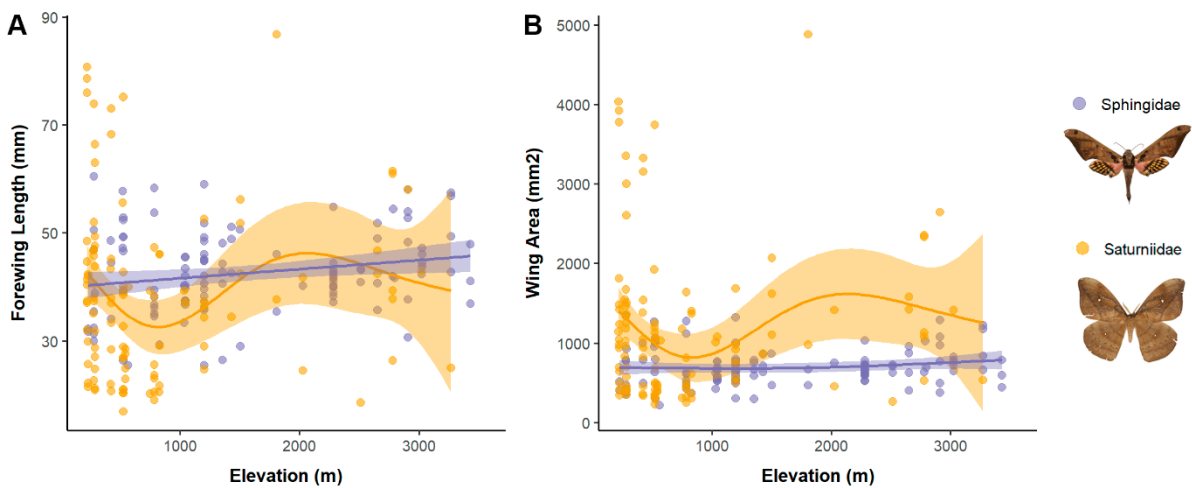 A
90
70
50
30
Forewing Length (mm)
1000 2000 3000
Elevation (m)
B
5000
4000
3000
2000
1000
0
Wing Area (mm2)
1000 2000 3000
Elevation (m)
Sphingidae
Saturniidae